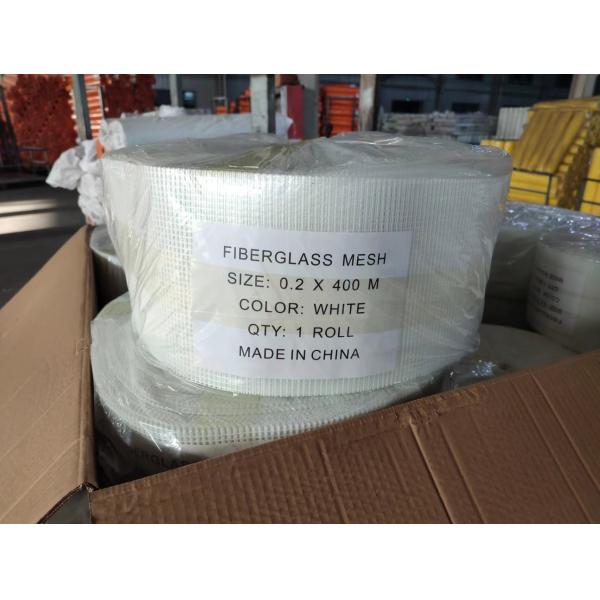 FIBERGLASS MESH
SIZE: 0.2 X 400 M
COLOR: WHITE
QTY: 1 ROLL
MADE IN CHINA